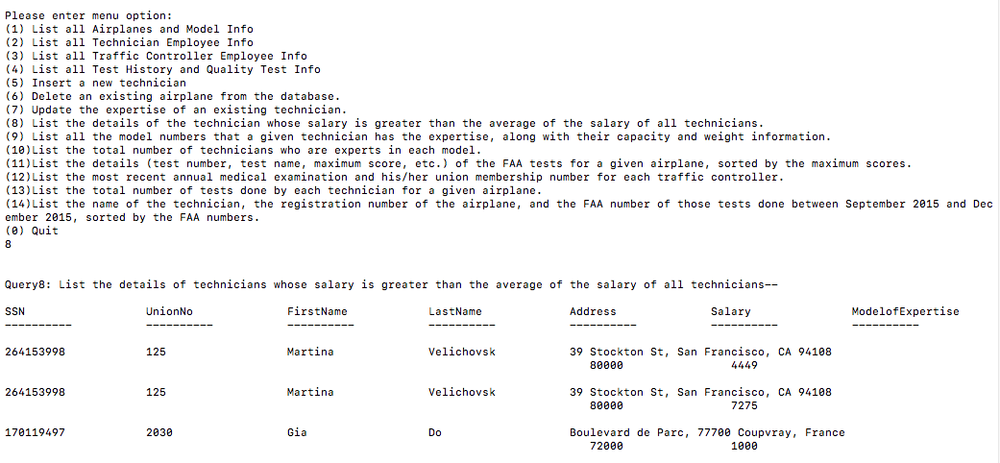 Please enter menu option:
(1) List all Airplanes and Model Info
(2) List all Technician Employee Info
(3) List all Traffic Controller Employee Info
(4) List all Test History and Quality Test Info
(5) Insert a new technician
(6) Delete an existing airplane from the database.
(7) Update the expertise of an existing technician.
(8) List the details of the technician whose salary is greater than the average of the salary of all technicians.
(9) List all the model numbers that a given technician has the expertise, along with their capacity and weight information.
(10)List the total number of technicians who are experts in each model.
(11)List the details (test number, test name, maximum score, etc.) of the FAA tests for a given airplane, sorted by the maximum scores.
(12)List the most recent annual medical examination and his/her union membership number for each traffic controller.
(13)List the total number of tests done by each technician for a given airplane.
(14)List the name of the technician, the registration number of the airplane, and the FAA number of those tests done between September 2015 and Dec
ember 2015, sorted by the FAA numbers.
(0) Quit
8
Query8: List the details of technicians whose salary is greater than the average of the salary of all technicians--
SSN UnionNo FirstName LastName Address Salary ModelofExpertise
---------- ---------- ---------- ---------- ---------- ---------- ----------
264153998 125 Martina Velichovsk 39 Stockton St, San Francisco, CA 94108
80000 4449
264153998 125 Martina Velichovsk 39 Stockton St, San Francisco, CA 94108
80000 7275
170119497 2030 Gia Do Boulevard de Parc, 77700 Coupvray, France
72000 1000